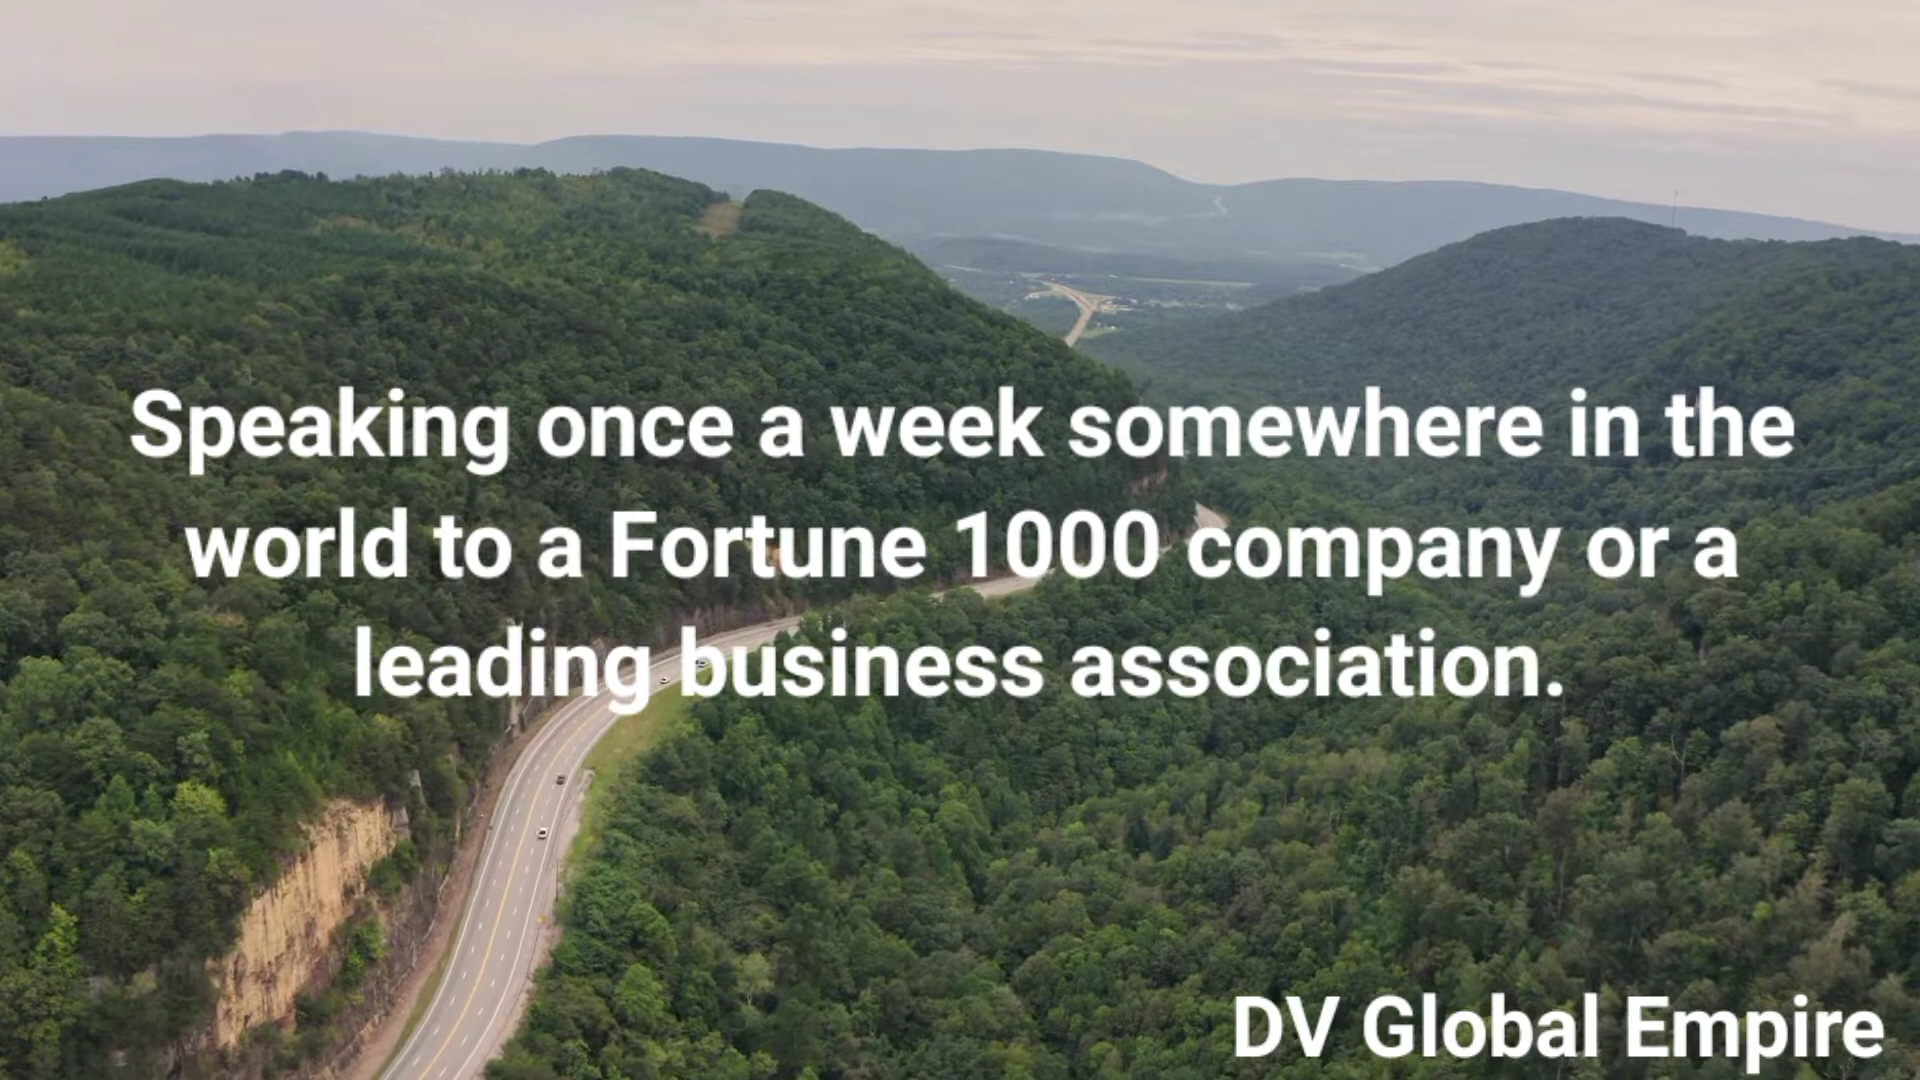 Speaking once a week somewhere in the
world to a Fortune 1000 company or a
leading business association.
DV Global Empire